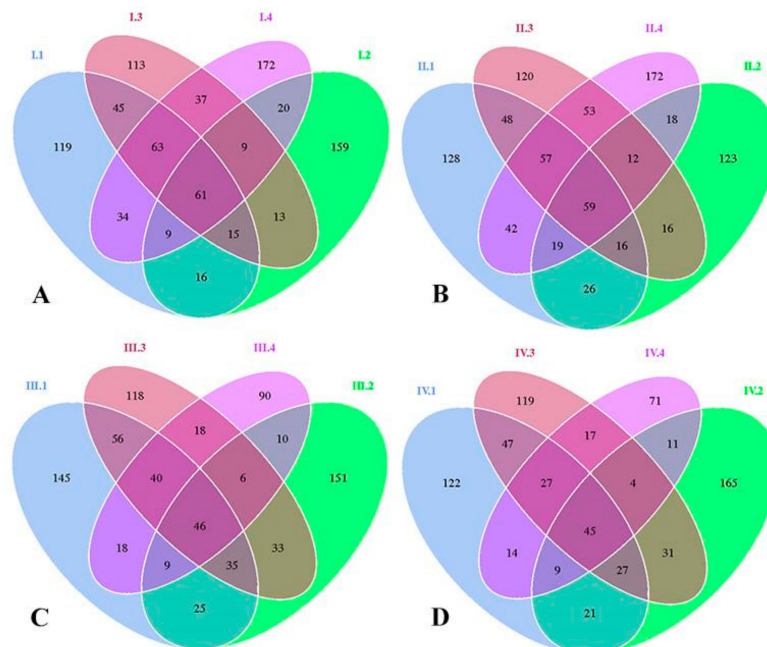 I.3 I.4
I.1 I.2
113 172
45 37 20
119 63 9 159
61
34 9 15 13
16
A
II.3 II.4
II.1 II.2
120 172
48 53 18
128 57 12 123
59
42 19 16 16
26
B
III.3 III.4
III.1 III.2
118 90
56 18 10
145 40 6 151
46
18 9 35 33
25
C
IV.3 IV.4
IV.1 IV.2
119 71
47 17 11
122 27 4 165
45
14 9 27 31
21
D